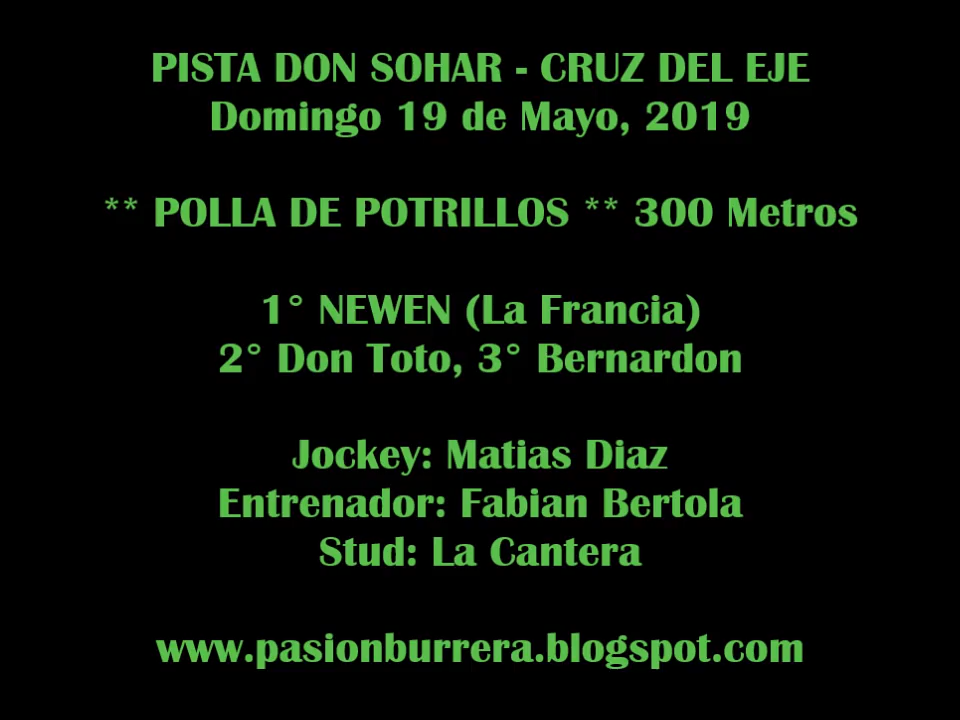 PISTA DON SOHAR - CRUZ DEL EJE
Domingo 19 de Mayo, 2019
** POLLA DE POTRILLOS ** 300 Metros
1° NEWEN (La Francia)
2° Don Toto, 3° Bernardon
Jockey: Matias Diaz
Entrenador: Fabian Bertola
Stud: La Cantera
www.pasionburrera.blogspot.com